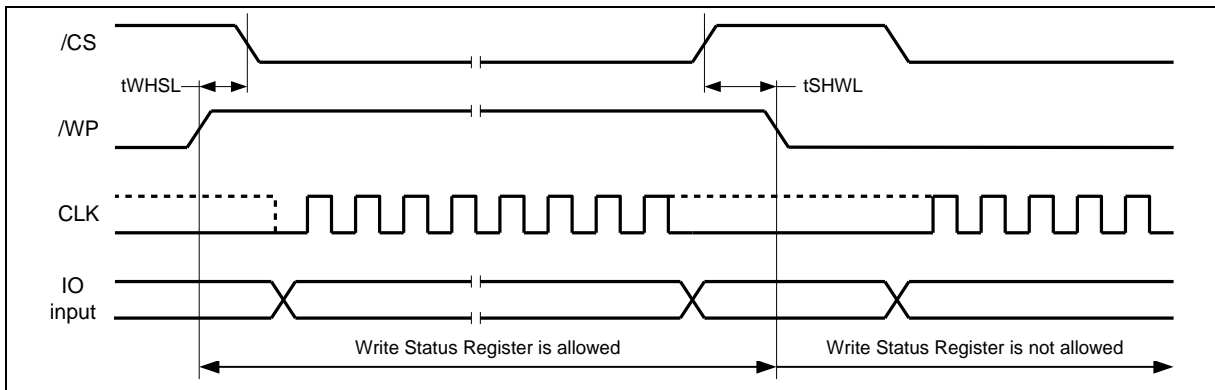 /CS
tWHSL
tSHWL
/WP
CLK
IO
input
Write Status Register is allowed
Write Status Register is not allowed